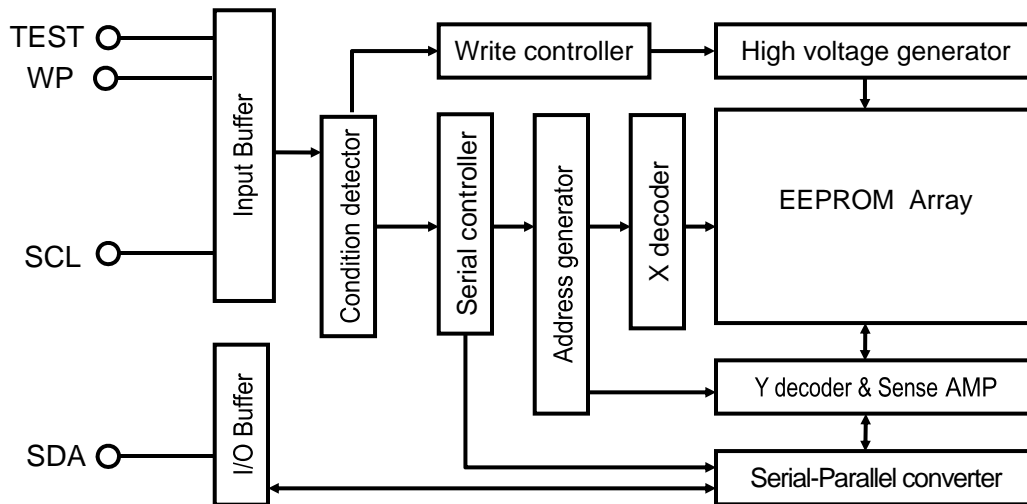 TEST
WP
SCL
SDA
Input Buffer
I/O Buffer
Condition detector
Write controller
Serial controller
Address generator
X decoder
High voltage generator
EEPROM Array
Y decoder & Sense AMP
Serial-Parallel converter